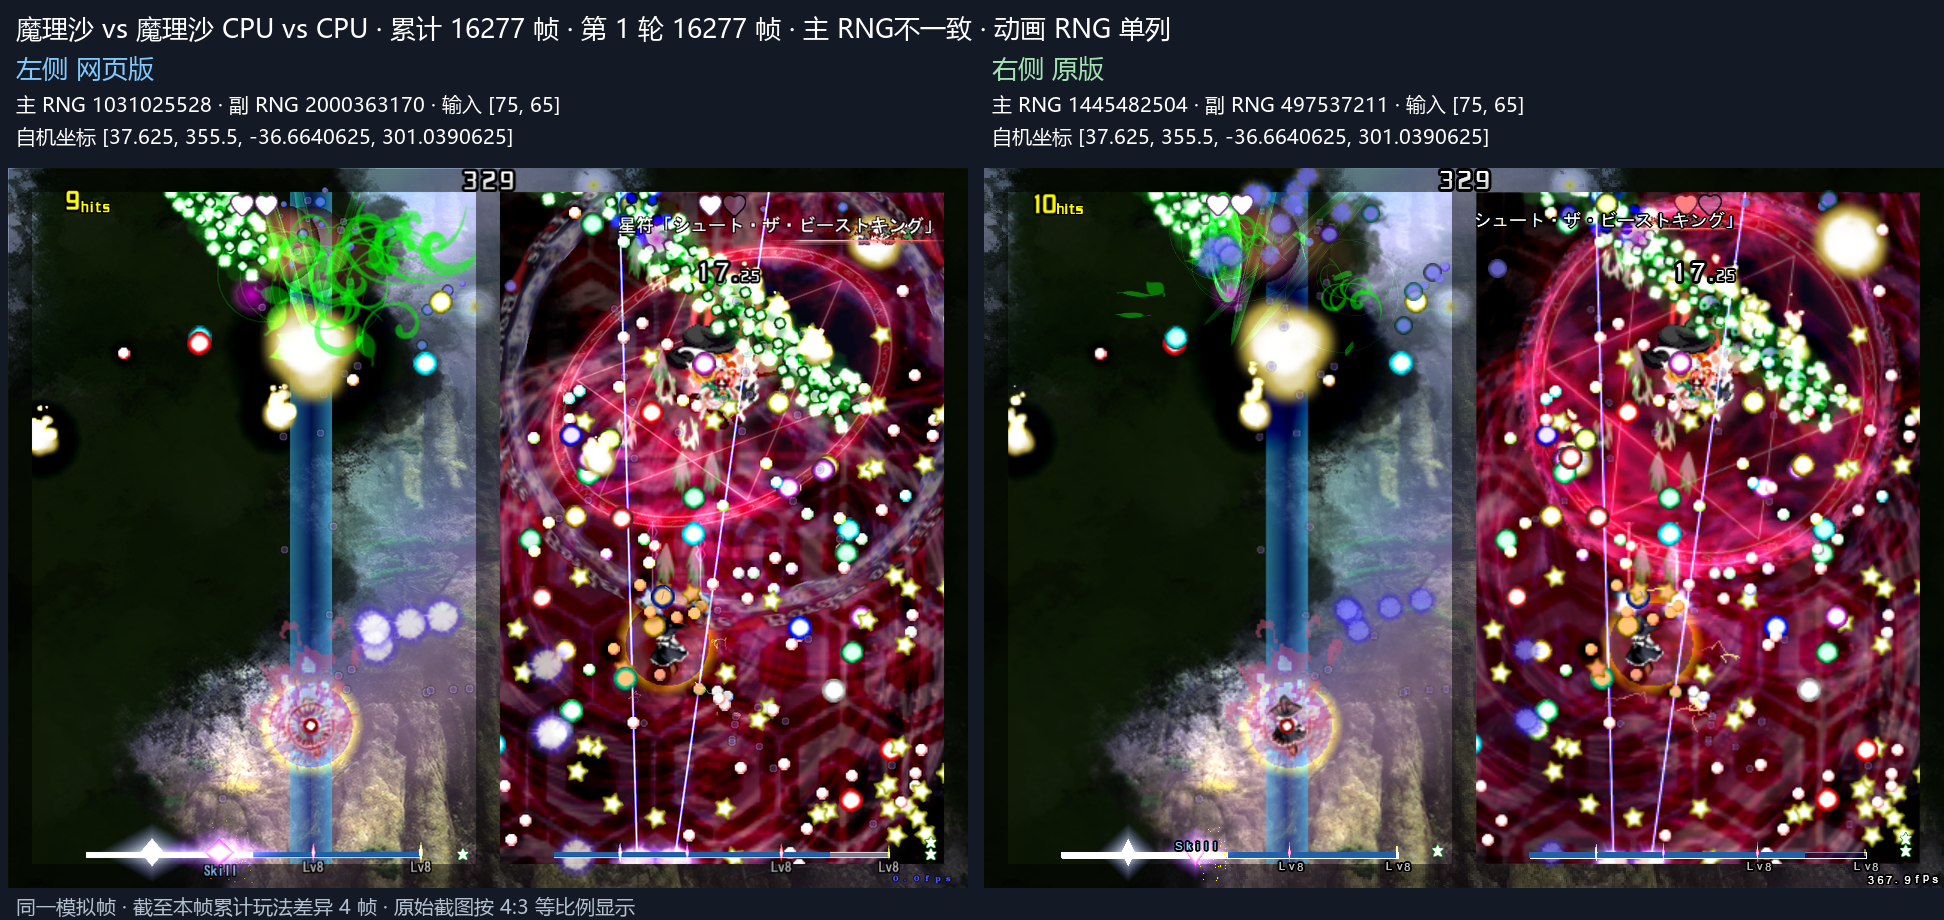 魔理沙 vs 魔理沙 CPU vs CPU · 累计 16277 帧 · 第 1 轮 16277 帧 · 主 RNG不一致 · 动画 RNG 单列
左侧 网页版
主 RNG 1031025528 · 副 RNG 2000363170 · 输入 [75, 65]
自机坐标 [37.625, 355.5, -36.6640625, 301.0390625]
329
9hits
星符「シュート・ザ・ビーストキング」
17.25
Skill
Lv8
Lv8
Lv8
Lv8
0.0fps
右侧 原版
主 RNG 1445482504 · 副 RNG 497537211 · 输入 [75, 65]
自机坐标 [37.625, 355.5, -36.6640625, 301.0390625]
329
10hits
シュート・ザ・ビーストキング」
17.25
Skill
Lv8
Lv8
Lv8
Lv8
367.9fps
同一模拟帧 · 截至本帧累计玩法差异 4 帧 · 原始截图按 4:3 等比例显示